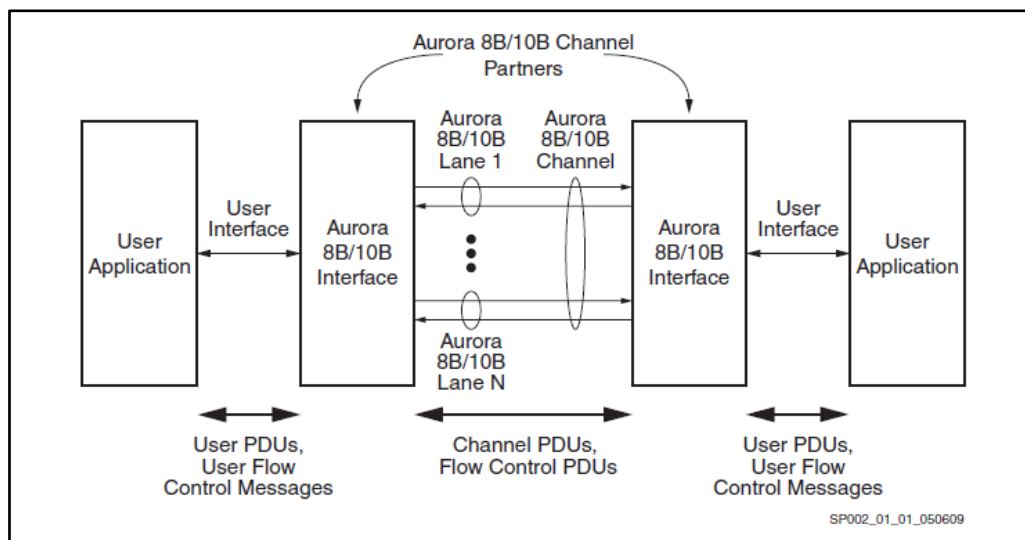 Aurora 8B/10B Channel
Partners
Aurora
8B/10B
Lane 1
Aurora
8B/10B
Channel
User
Application
User
Interface
Aurora
8B/10B
Interface
Aurora
8B/10B
Interface
User
Interface
User
Application
Aurora
8B/10B
Lane N
User PDUs,
User Flow
Control Messages
Channel PDUs,
Flow Control PDUs
User PDUs,
User Flow
Control Messages
SP002_01_01_050609